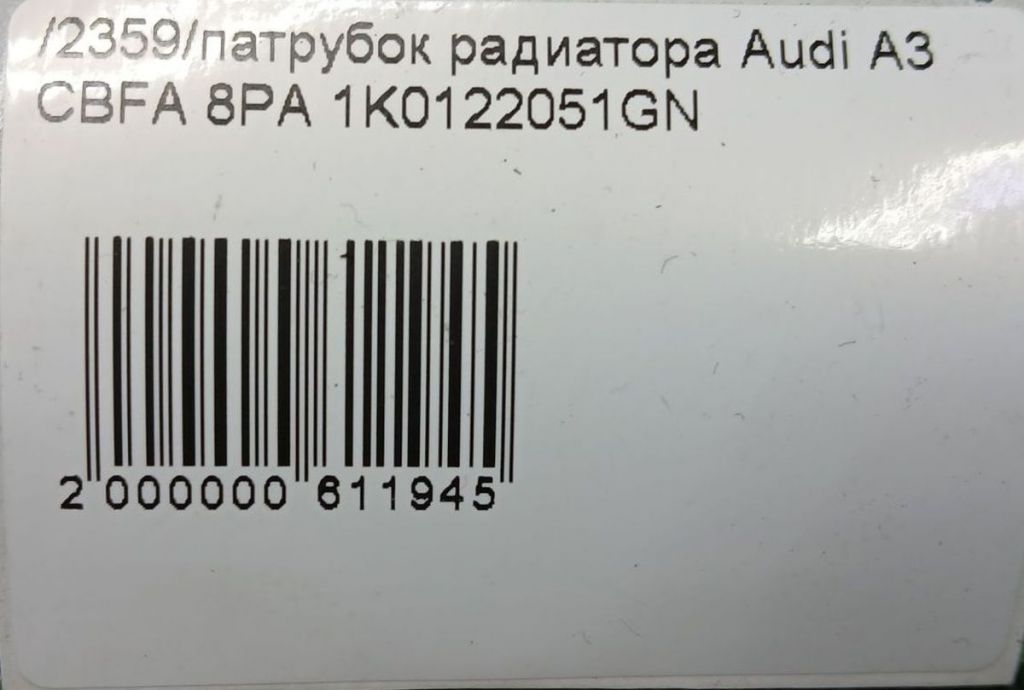 /2359/патрубок радиатора Audi A3
CBFA 8PA 1K0122051GN
2 000000 611945